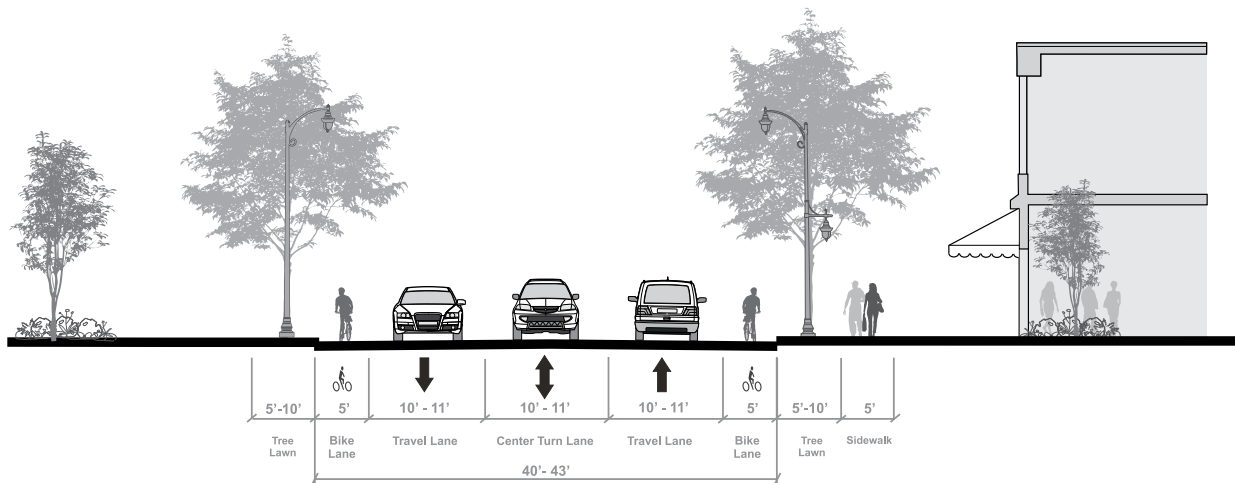 5'-10' 5' 10' - 11' 10' - 11' 10' - 11' 5' 5'-10' 5'
Tree Lawn Bike Lane Travel Lane Center Turn Lane Travel Lane Bike Lane Tree Lawn Sidewalk
40'- 43'